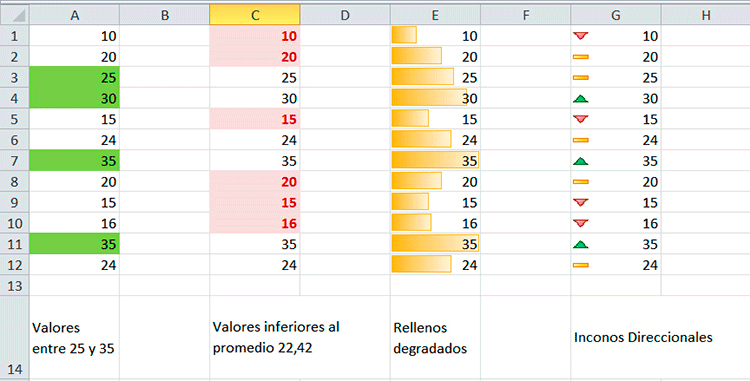 A B C D E F G H
1 10 10 10 10
2 20 20 20 20
3 25 25 25 25
4 30 30 30 30
5 15 15 15 15
6 24 24 24 24
7 35 35 35 35
8 20 20 20 20
9 15 15 15 15
10 16 16 16 16
11 35 35 35 35
12 24 24 24 24
13
Valores Valores inferiores al Rellenos
entre 25 y 35 promedio 22,42 degradados Inconos Direccionales
14